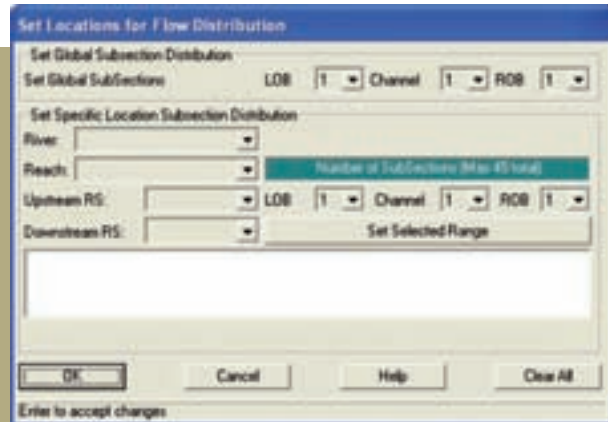 Set Locations for Flow Distribution
Set Global Subsection Distribution
Set Global SubSections LOB 1 Channel 1 ROB 1
Set Specific Location Subsection Distribution
River:
Reach: Number of SubSections (Max 45 total)
Upstream RS: LOB 1 Channel 1 ROB 1
Downstream RS: Set Selected Range
OK Cancel Help Clear All
Enter to accept changes